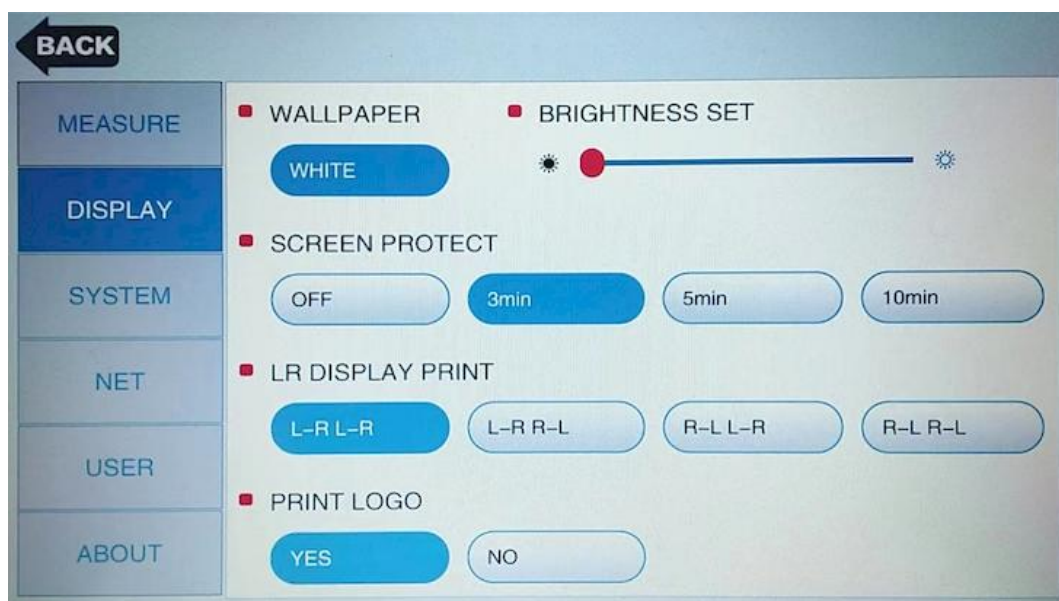 BACK
MEASURE
DISPLAY
SYSTEM
NET
USER
ABOUT
WALLPAPER
WHITE
BRIGHTNESS SET
SCREEN PROTECT
OFF 3min 5min 10min
LR DISPLAY PRINT
L-R L-R L-R R-L R-L L-R R-L R-L
PRINT LOGO
YES NO